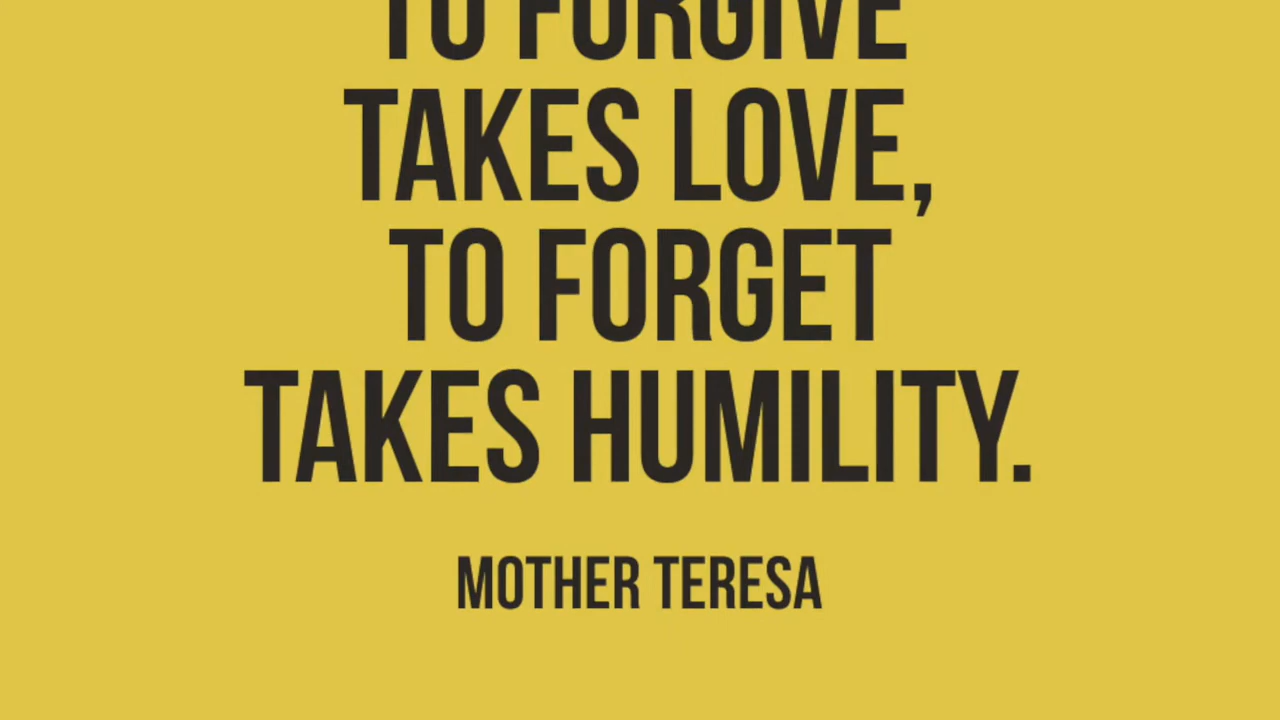 TO FORGIVE
TAKES LOVE,
TO FORGET
TAKES HUMILITY.
MOTHER TERESA